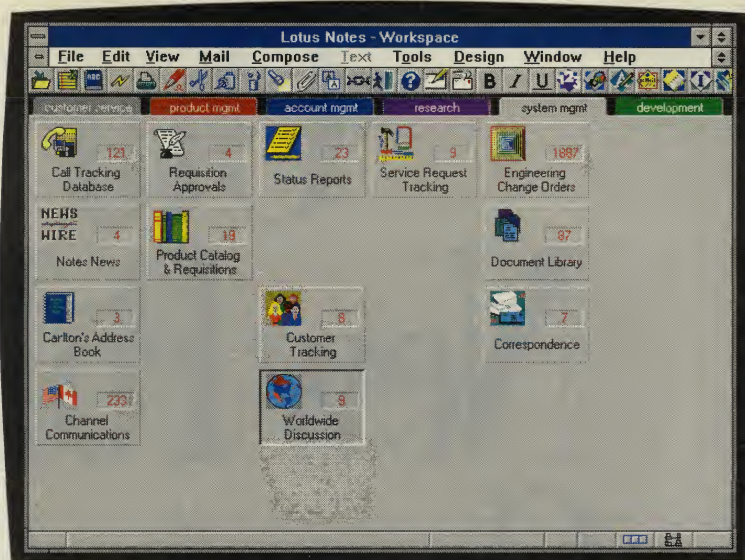 Lotus Notes - Workspace
File Edit View Mail Compose Text Tools Design Window Help
ABC B I U
customer service product mgmt account mgmt research system mgmt development
121 4 23 9 1887
Call Tracking Database
Requisition Approvals
Status Reports
Service Request Tracking
Engineering Change Orders
NEWS WIRE 4 19 87
Notes News
Product Catalog & Requisitions
Document Library
3 8 7
Carlton's Address Book
Customer Tracking
Correspondence
233 9
Channel Communications
Worldwide Discussion